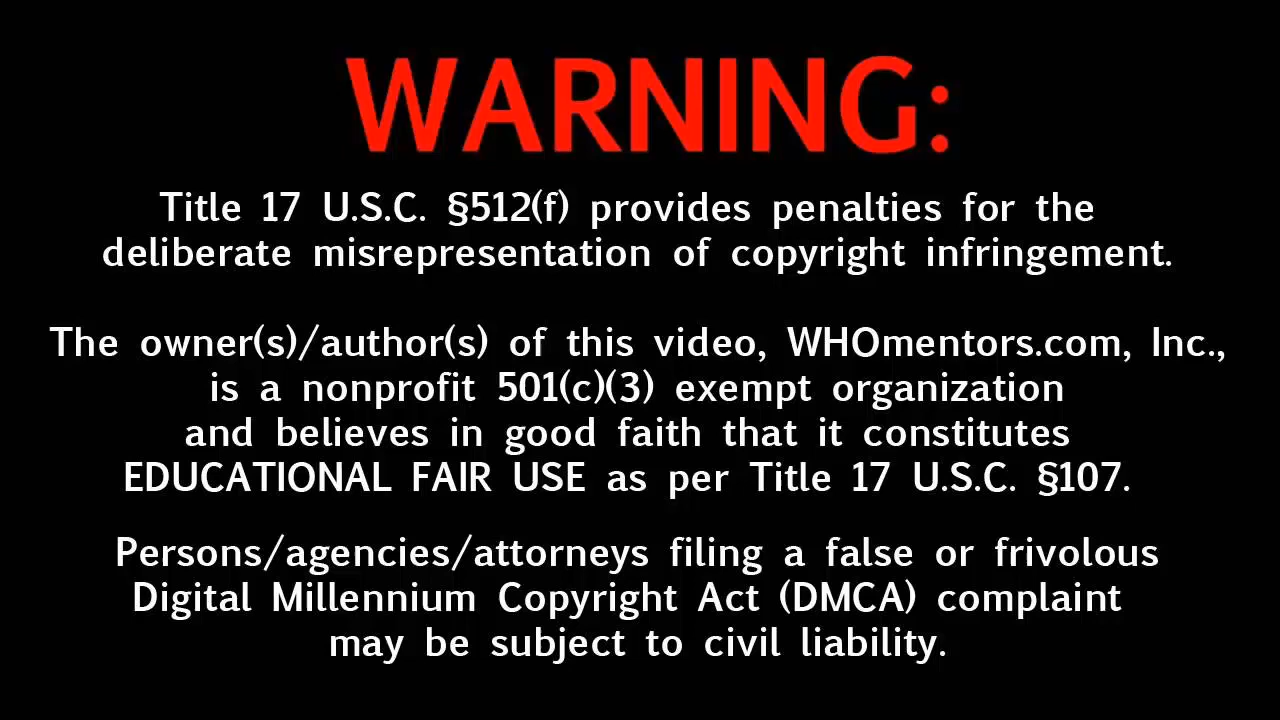 WARNING:
Title 17 U.S.C. §512(f) provides penalties for the
deliberate misrepresentation of copyright infringement.
The owner(s)/author(s) of this video, WHOmentors.com, Inc.,
is a nonprofit 501(c)(3) exempt organization
and believes in good faith that it constitutes
EDUCATIONAL FAIR USE as per Title 17 U.S.C. §107.
Persons/agencies/attorneys filing a false or frivolous
Digital Millennium Copyright Act (DMCA) complaint
may be subject to civil liability.